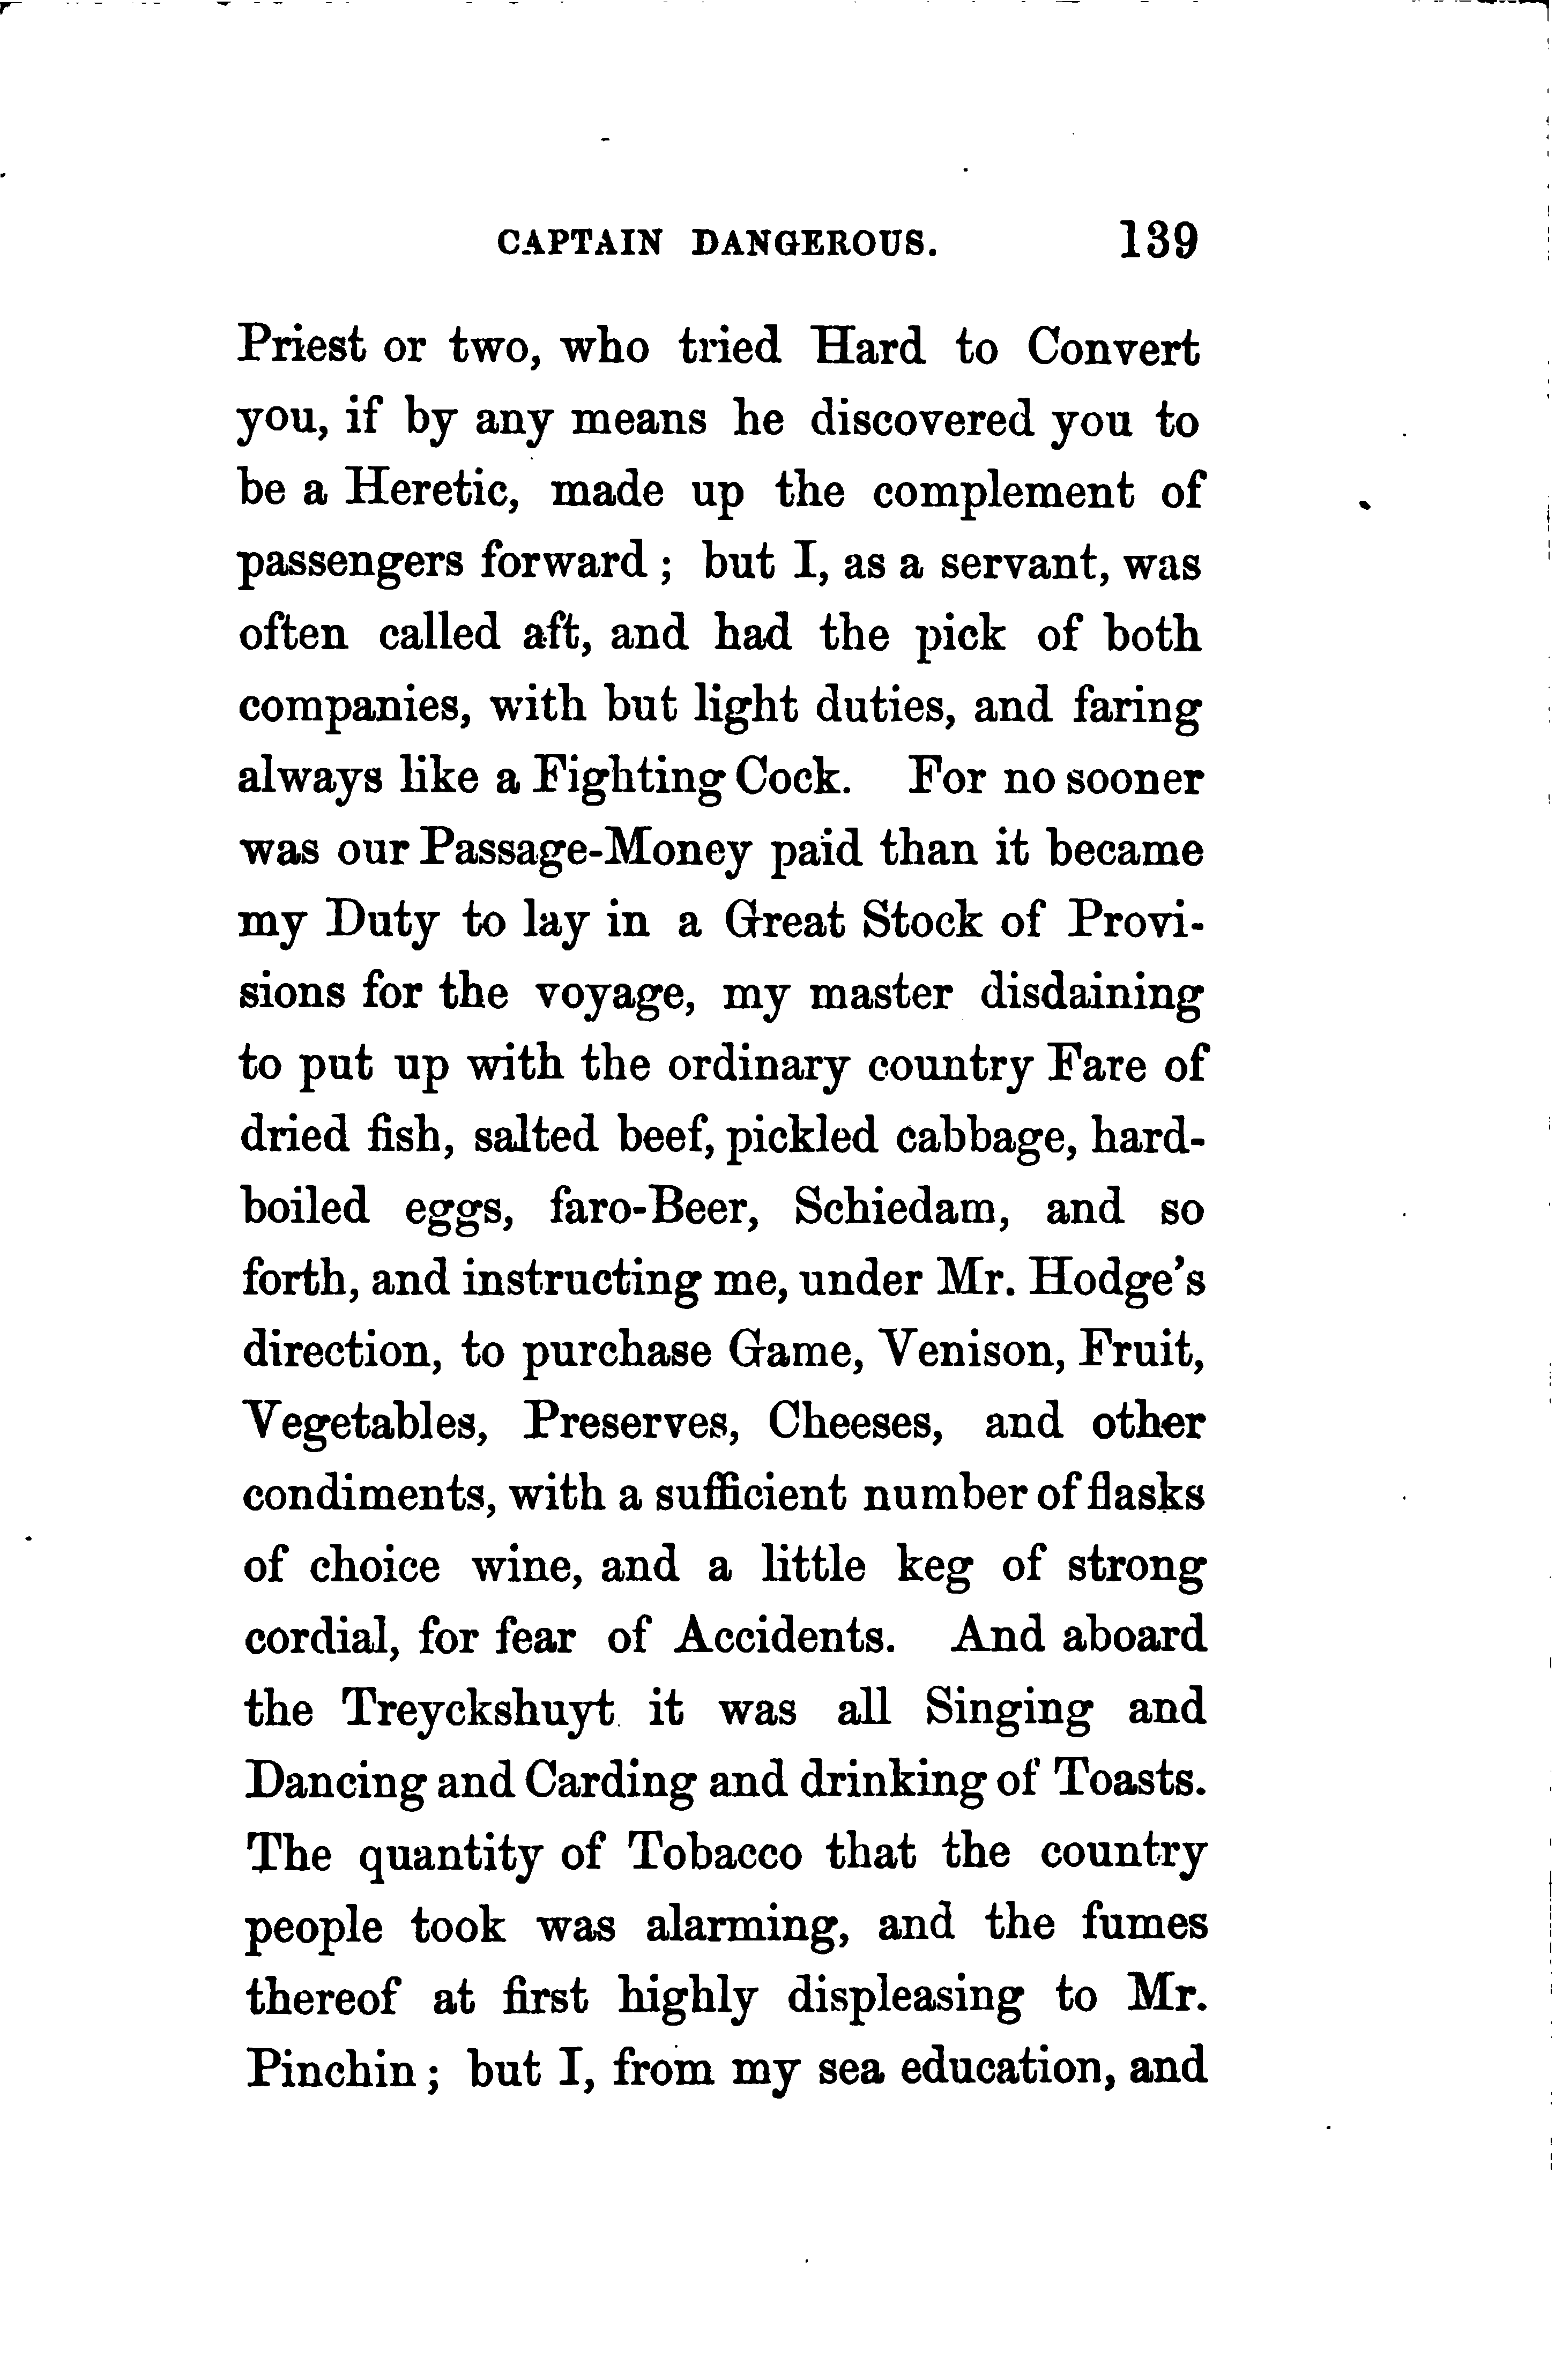 CAPTAIN DANGEROUS. 139
Priest or two, who tried Hard to Convert
you, if by any means he discovered you to
be a Heretic, made up the complement of
passengers forward ; but I, as a servant, was
often called aft, and had the pick of both
companies, with but light duties, and faring
always like a Fighting Cock. For no sooner
was our Passage-Money paid than it became
my Duty to lay in a Great Stock of Provi-
sions for the voyage, my master disdaining
to put up with the ordinary country Fare of
dried fish, salted beef, pickled cabbage, hard-
boiled eggs, faro-Beer, Schiedam, and so
forth, and instructing me, under Mr. Hodge's
direction, to purchase Game, Venison, Fruit,
Vegetables, Preserves, Cheeses, and other
condiments, with a sufficient number of flasks
of choice wine, and a little keg of strong
cordial, for fear of Accidents. And aboard
the Treyckshuyt it was all Singing and
Dancing and Carding and drinking of Toasts.
The quantity of Tobacco that the country
people took was alarming, and the fumes
thereof at first highly displeasing to Mr.
Pinchin ; but I, from my sea education, and